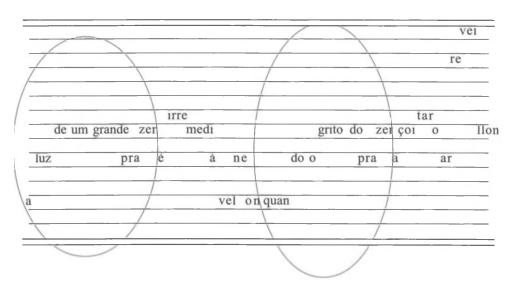 vei
re
irre tar
de um grande zer medi grito do zer çoi o llon
luz pra é à ne do o pra a ar
a vel on quan